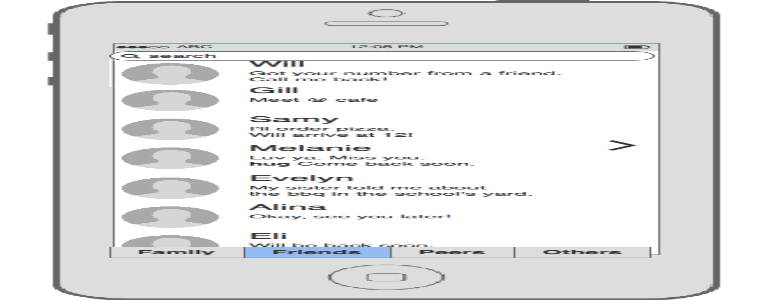 ABC 12:08 PM
search
Will
Got your number from a friend.
Call me back!
Gill
Meet @ cafe
Samy
I'll order pizza.
Will arrive at 12!
Melanie
Luv ya. Miss you.
hug Come back soon.
Evelyn
My sister told me about
the bbq in the school's yard.
Alina
Okay, see you later!
Eli
Will be back soon.
Family Friends Peers Others